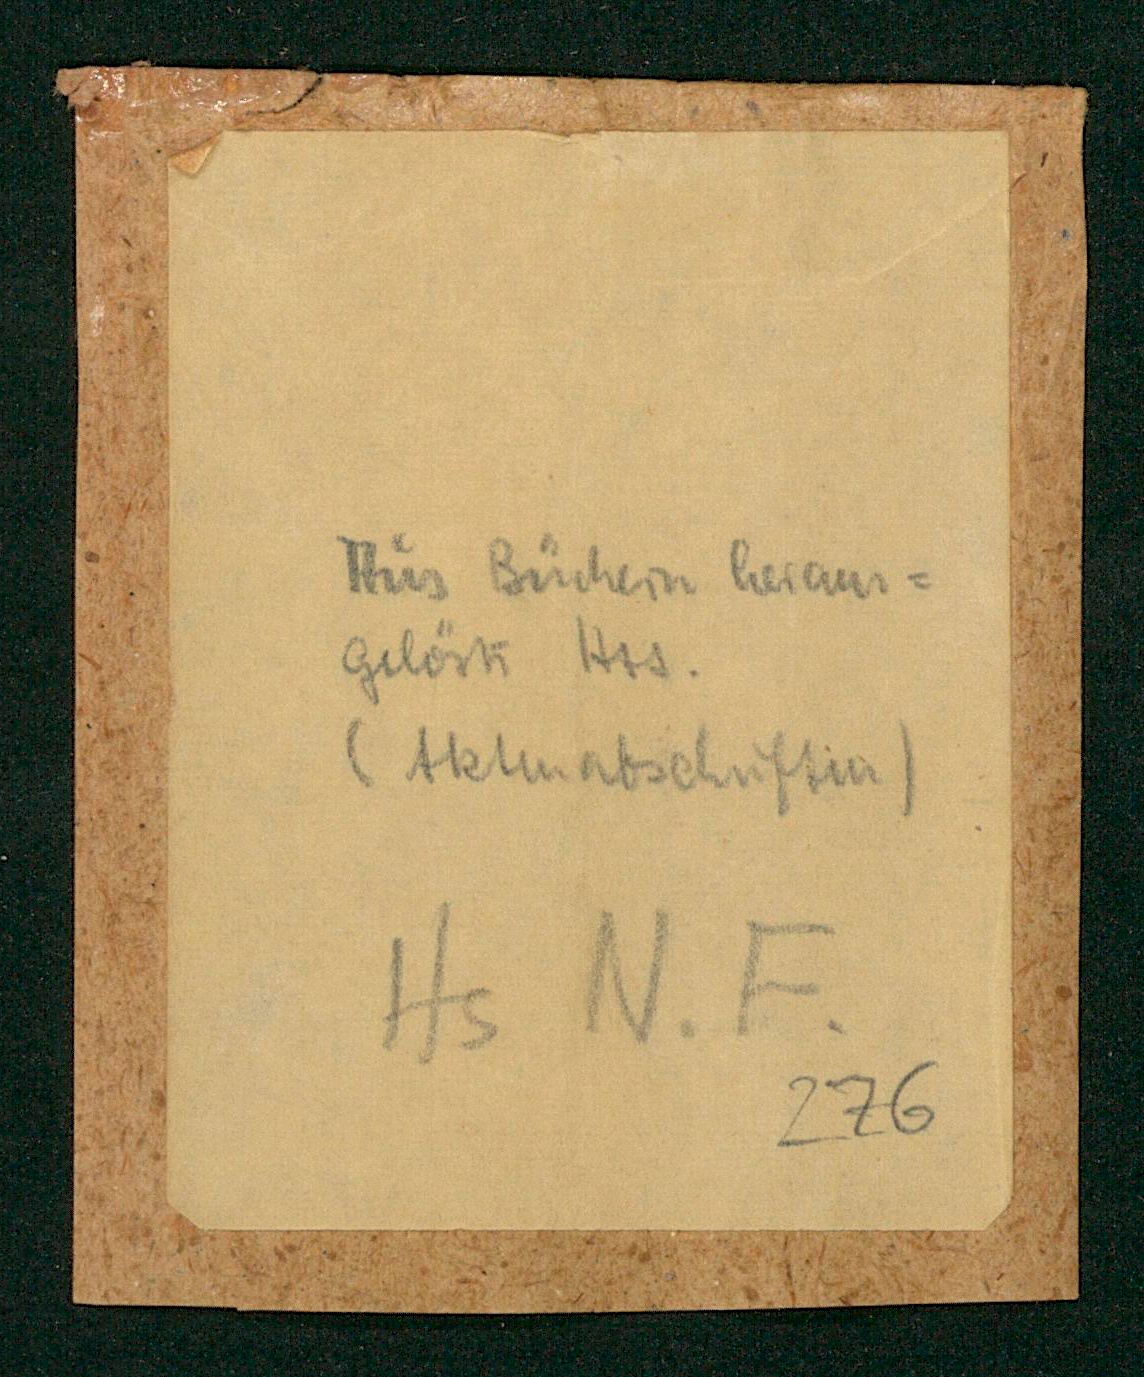 Aus Büchern heraus=
gelöste Hss.
(Aktenabschriften)
Hs N. F.
276